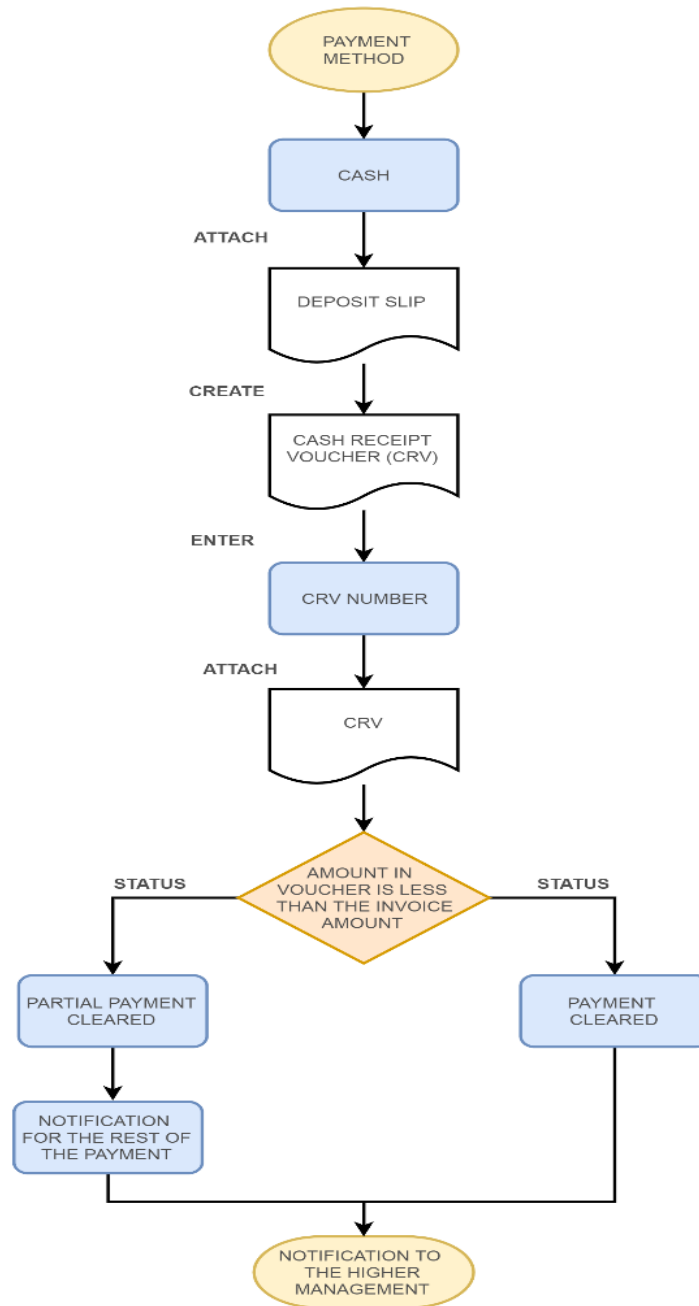 PAYMENT
METHOD
CASH
ATTACH
DEPOSIT SLIP
CREATE
CASH RECEIPT
VOUCHER (CRV)
ENTER
CRV NUMBER
ATTACH
CRV
AMOUNT IN
VOUCHER IS LESS
THAN THE INVOICE
AMOUNT
STATUS
STATUS
PARTIAL PAYMENT
CLEARED
PAYMENT
CLEARED
NOTIFICATION
FOR THE REST OF
THE PAYMENT
NOTIFICATION TO
THE HIGHER
MANAGEMENT